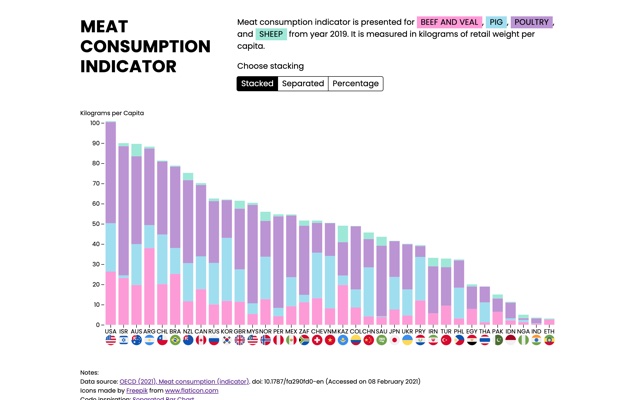 MEAT
CONSUMPTION
INDICATOR
Meat consumption indicator is presented for BEEF AND VEAL, PIG, POULTRY,
and SHEEP from year 2019. It is measured in kilograms of retail weight per
capita.
Choose stacking
Stacked Separated Percentage
Kilograms per Capita
100
90
80
70
60
50
40
30
20
10
0
USA ISR AUS ARG CHL BRA NZL CAN RUS KOR GBR MYS NOR PER MEX ZAF CHE VNM KAZ COL CHN SAU JPN UKR PRY IRN TUR PHL EGY THA PAK IDN NGA IND ETH
Notes:
Data source: OECD (2021), Meat consumption (indicator). doi: 10.1787/fa290fd0-en (Accessed on 08 February 2021)
Icons made by Freepik from www.flaticon.com
Code inspiration: Separated Bar Chart